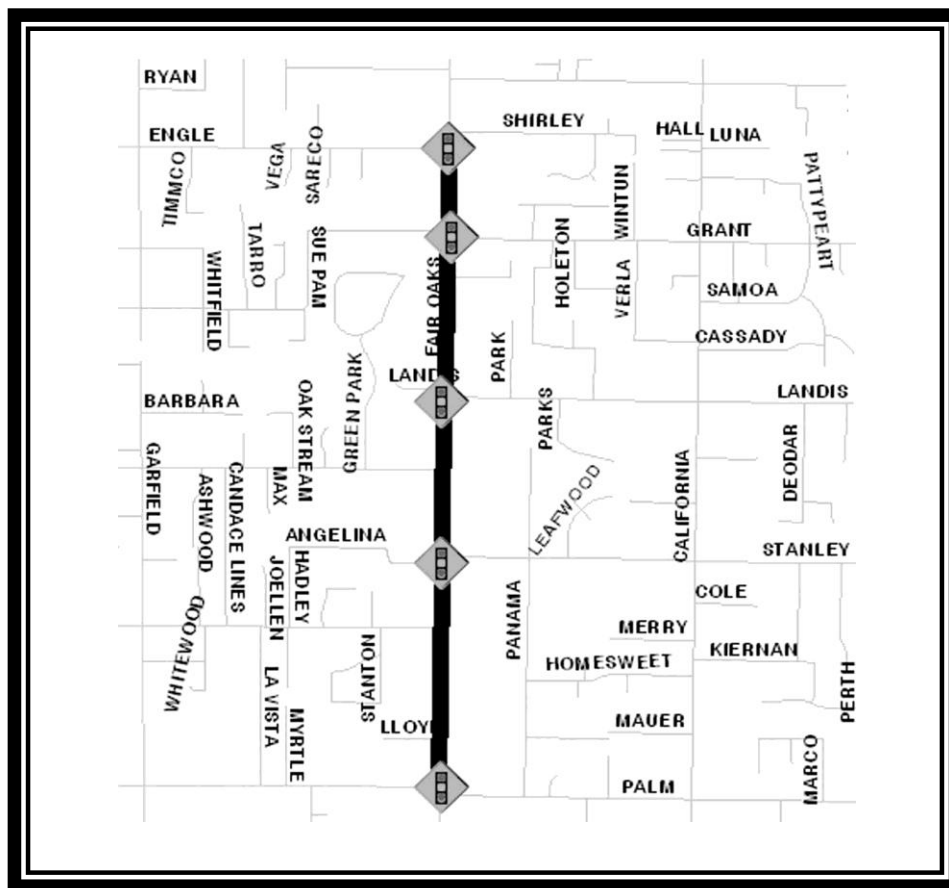 RYAN
SHIRLEY
ENGLE
HALL
LUNA
VEGA
SARECO
TIMMCO
WINTUN
PATTYPEART
GRANT
TARRO
SUE PAM
HOLETON
WHITFIELD
VERLA
SAMOA
FAIR OAKS
CASSADY
PARK
LANDIS
GREEN PARK
LANDIS
BARBARA
OAK STREAM
PARKS
GARFIELD
ASHWOOD
CANDACE LINES
MAX
LEAFWOOD
CALIFORNIA
DEODAR
ANGELINA
STANLEY
JOELLEN
HADLEY
COLE
PANAMA
WHITEWOOD
MERRY
KIERNAN
STANTON
HOMESWEET
PERTH
LA VISTA
MYRTLE
LLOY
MAUER
MARCO
PALM